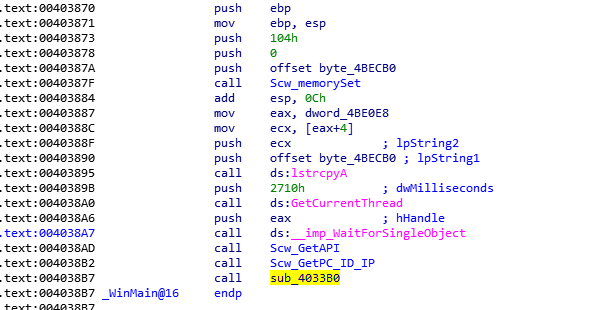 .text:00403870 push ebp
.text:00403871 mov ebp, esp
.text:00403873 push 104h
.text:00403878 push 0
.text:0040387A push offset byte_4BECB0
.text:0040387F call Scw_memorySet
.text:00403884 add esp, 0Ch
.text:00403887 mov eax, dword_4BE0E8
.text:0040388C mov ecx, [eax+4]
.text:0040388F push ecx ; lpString2
.text:00403890 push offset byte_4BECB0 ; lpString1
.text:00403895 call ds:lstrcpyA
.text:0040389B push 2710h ; dwMilliseconds
.text:004038A0 call ds:GetCurrentThread
.text:004038A6 push eax ; hHandle
.text:004038A7 call ds:__imp_WaitForSingleObject
.text:004038AD call Scw_GetAPI
.text:004038B2 call Scw_GetPC_ID_IP
.text:004038B7 call sub_4033B0
.text:004038B7 _WinMain@16 endp
.text:004038B7